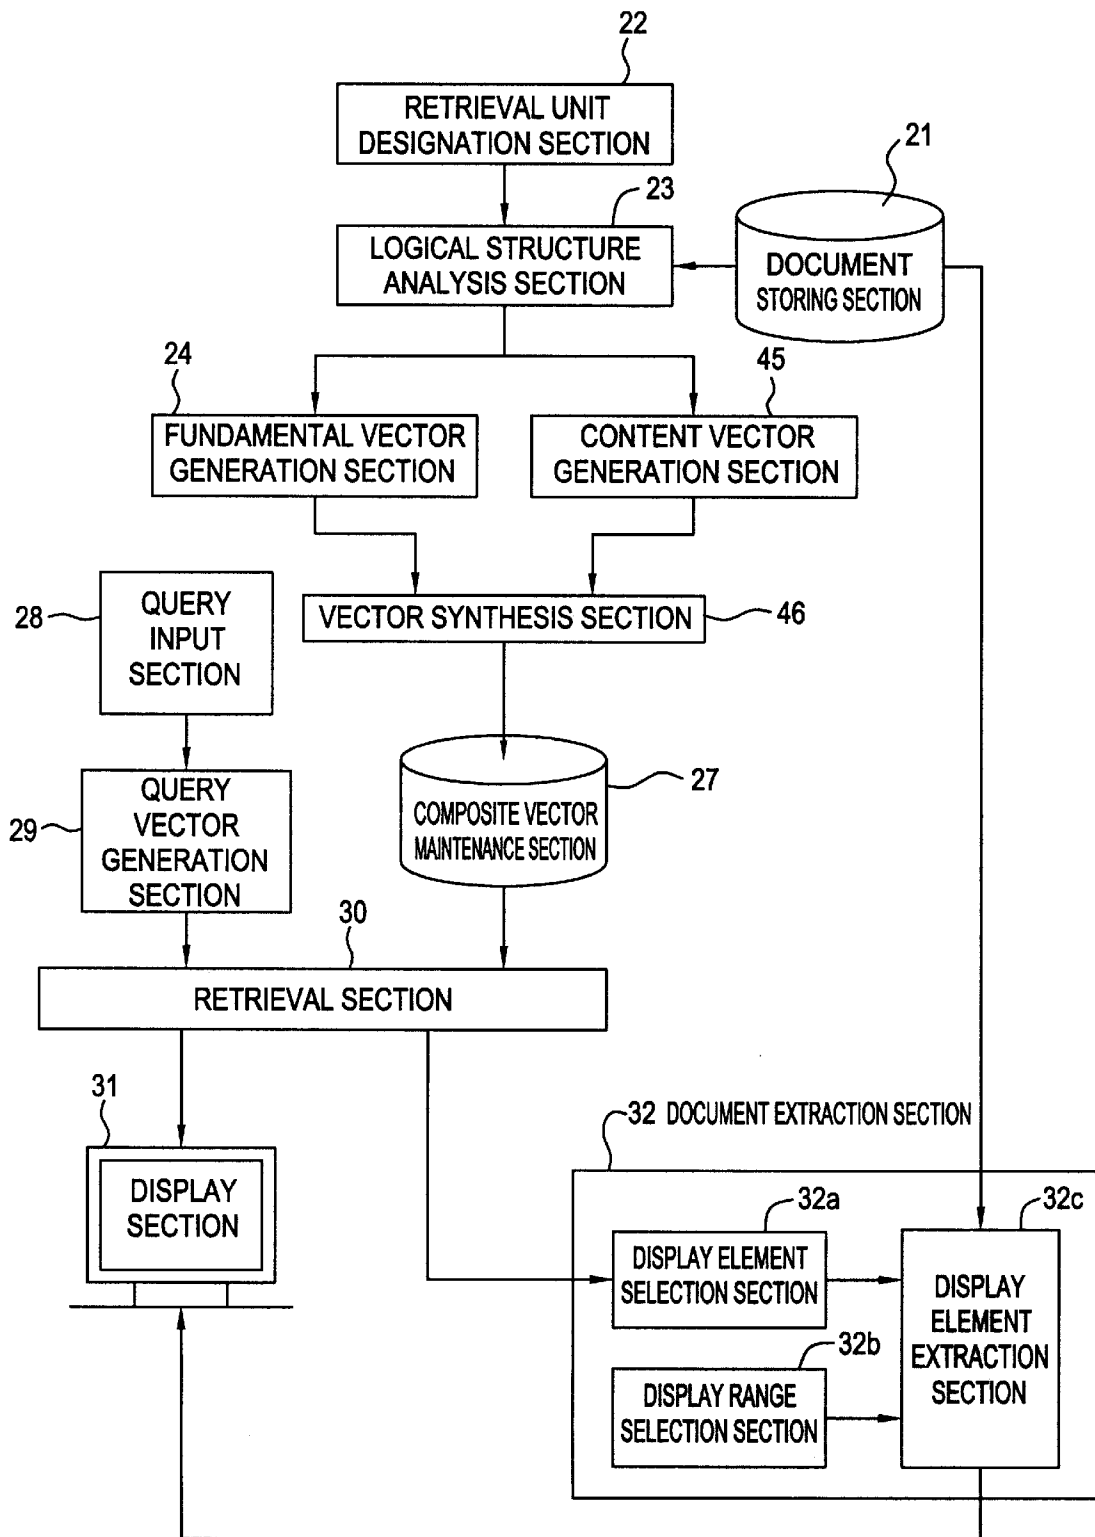 22
RETRIEVAL UNIT
DESIGNATION SECTION
21
23
LOGICAL STRUCTURE
ANALYSIS SECTION
DOCUMENT
STORING SECTION
24
45
FUNDAMENTAL VECTOR
GENERATION SECTION
CONTENT VECTOR
GENERATION SECTION
28
QUERY
INPUT
SECTION
VECTOR SYNTHESIS SECTION
46
29
QUERY
VECTOR
GENERATION
SECTION
COMPOSITE VECTOR
MAINTENANCE SECTION
27
30
RETRIEVAL SECTION
31
DISPLAY
SECTION
32 DOCUMENT EXTRACTION SECTION
32a
DISPLAY ELEMENT
SELECTION SECTION
32c
DISPLAY
ELEMENT
EXTRACTION
SECTION
32b
DISPLAY RANGE
SELECTION SECTION